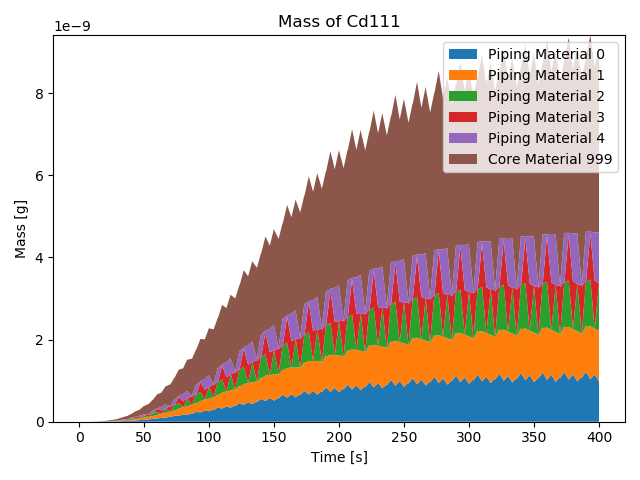 Mass of Cd111
1e−9
Piping Material 0
Piping Material 1
Piping Material 2
Piping Material 3
Piping Material 4
Core Material 999
8
6
4
2
0
Mass [g]
0 50 100 150 200 250 300 350 400
Time [s]